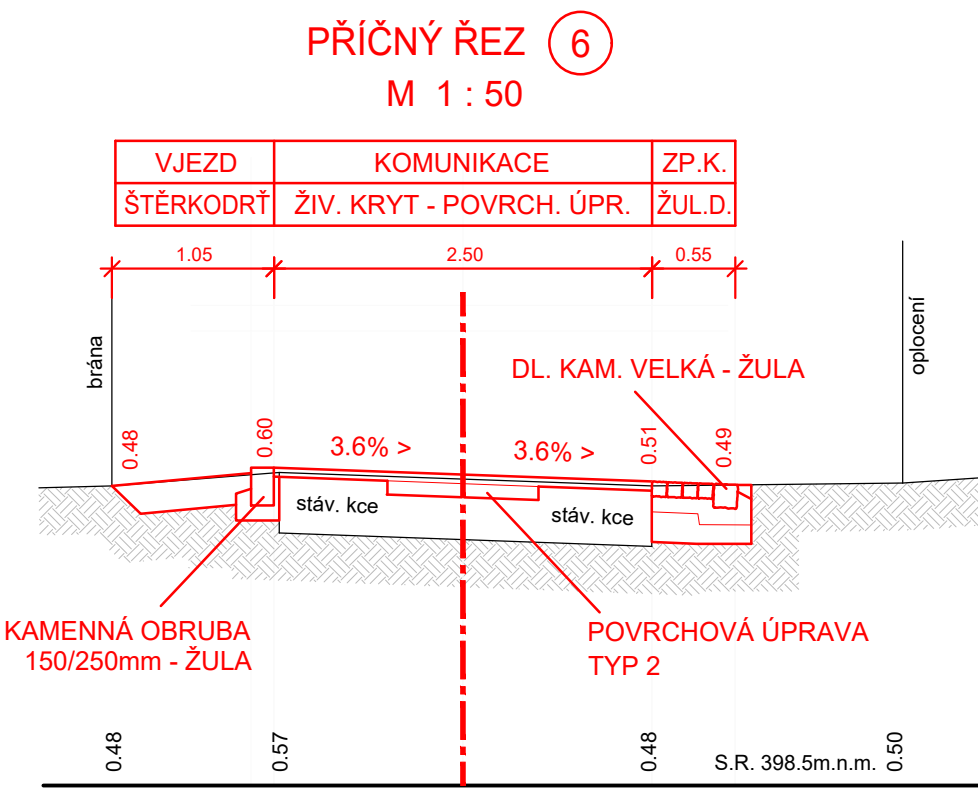 PŘÍČNÝ ŘEZ 6
M 1 : 50
VJEZD KOMUNIKACE ZP.K.
ŠTĚRKODRŤ ŽIV. KRYT - POVRCH. ÚPR. ŽUL.D.
1.05 2.50 0.55
brána
oplocení
DL. KAM. VELKÁ - ŽULA
0.48 0.60 3.6% > 3.6% > 0.51 0.49
stáv. kce stáv. kce
KAMENNÁ OBRUBA
150/250mm - ŽULA
POVRCHOVÁ ÚPRAVA
TYP 2
0.48 0.57 0.48 S.R. 398.5m.n.m. 0.50